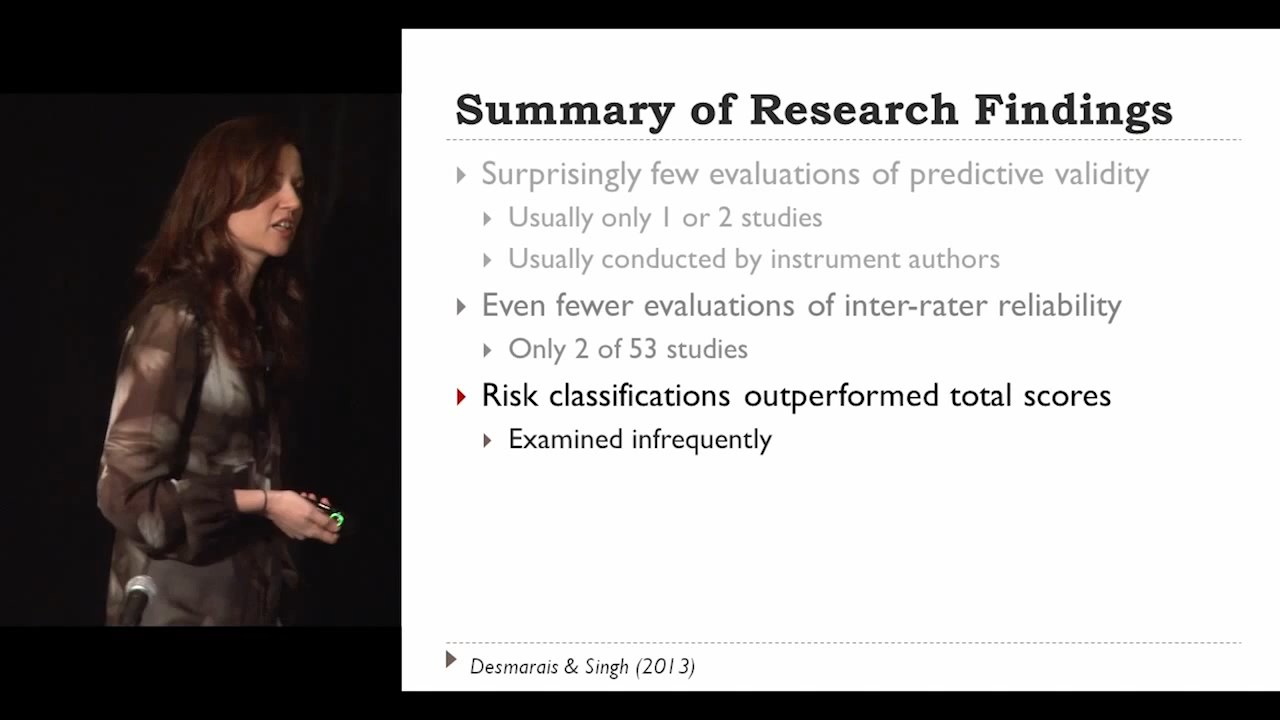 Summary of Research Findings
Surprisingly few evaluations of predictive validity
Usually only 1 or 2 studies
Usually conducted by instrument authors
Even fewer evaluations of inter-rater reliability
Only 2 of 53 studies
Risk classifications outperformed total scores
Examined infrequently
Desmarais & Singh (2013)